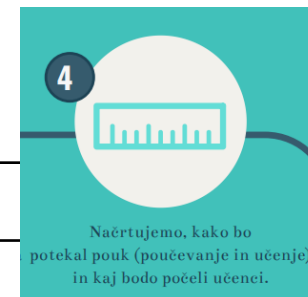 4
Načrtujemo, kako bo
potekal pouk (poučevanje in učenje)
in kaj bodo počeli učenci.